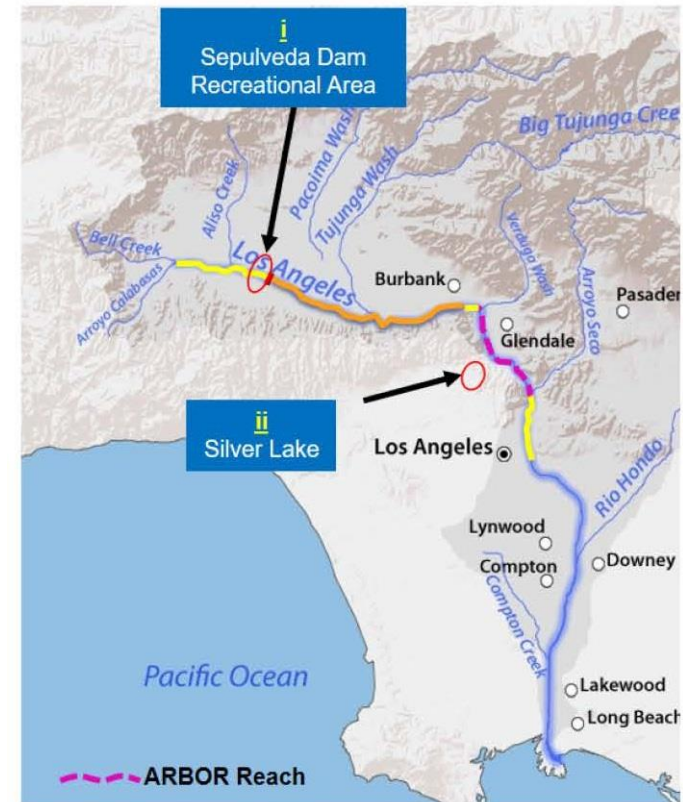 i
Sepulveda Dam
Recreational Area
Big Tujunga Cree
Pacoima Wash
Tujunga Wash
Aliso Creek
Bell Creek
Los Angeles
Arroyo Calabasas
Verdugo Wash
Burbank
Arroyo Seco
Pasader
Glendale
ii
Silver Lake
Los Angeles
Rio Hondo
Lynwood
Downey
Compton
Compton Creek
Pacific Ocean
Lakewood
Long Beach
ARBOR Reach